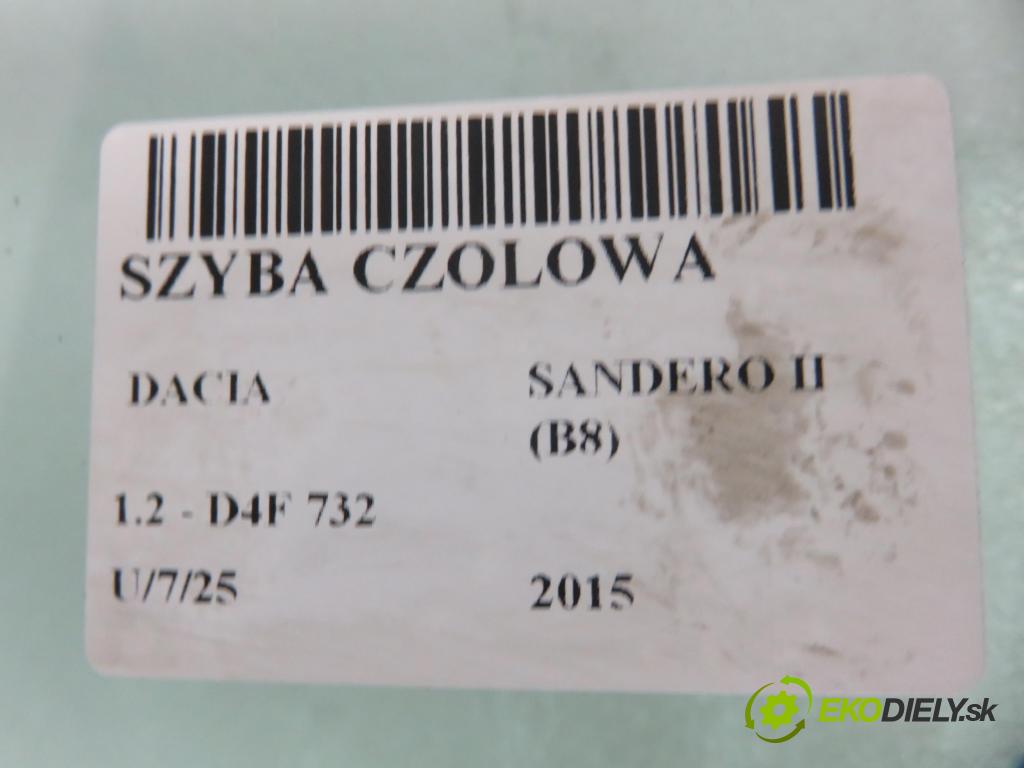 SZYBA CZOLOWA
DACIA
SANDERO II
(B8)
1.2 - D4F 732
U/7/25
2015
EKODIELY.sk